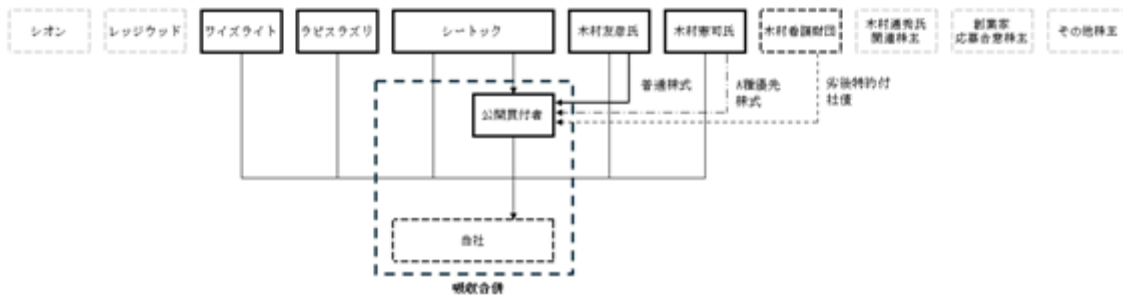 シオン
レッジウッド
ワイズライト
ラピスラズリ
シートック
木村友彦氏
木村憲司氏
木村看護財団
木村通秀氏
関連株主
創業家
応募合意株主
その他株主
普通株式
A種優先
株式
劣後特約付
社債
公開買付者
当社
吸収合併